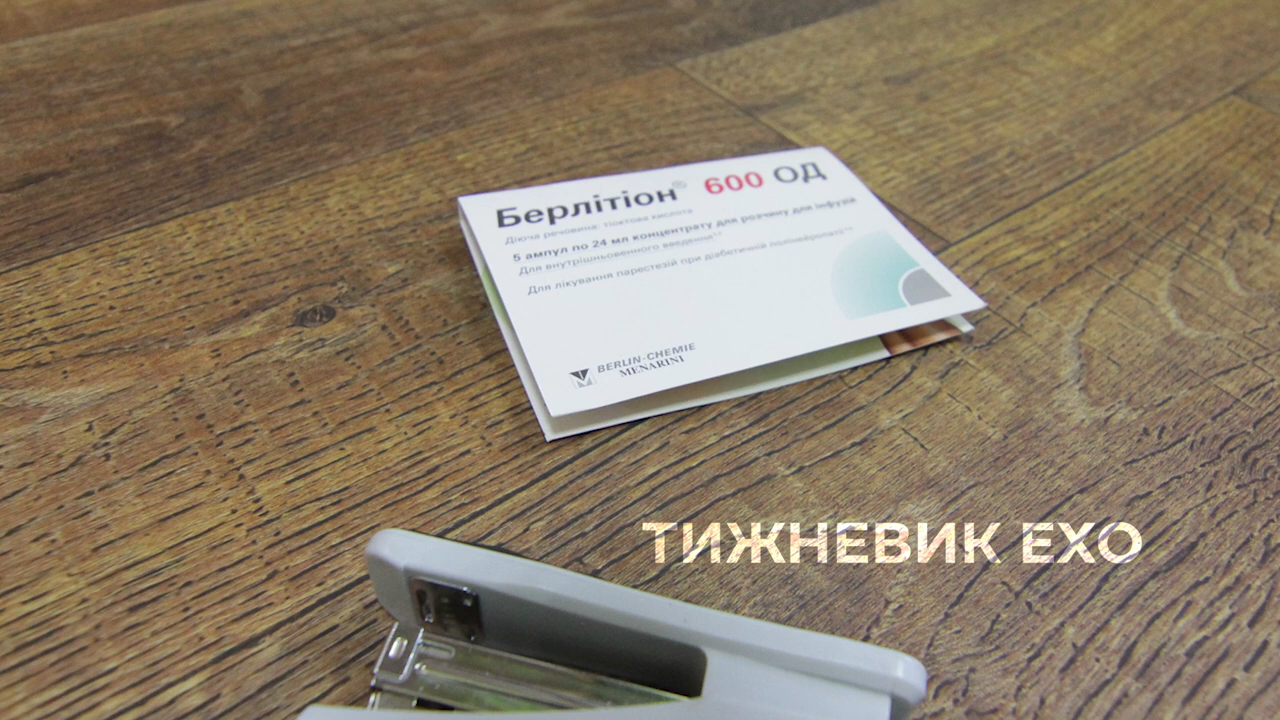 Берлітіон® 600 ОД
Діюча речовина: тіоктова кислота
5 ампул по 24 мл концентрату для розчину для інфузій
Для внутрішньовенного введення
Для лікування парестезій при діабетичній полінейропатії
BERLIN-CHEMIE
MENARINI
ТИЖНЕВИК ЕХО